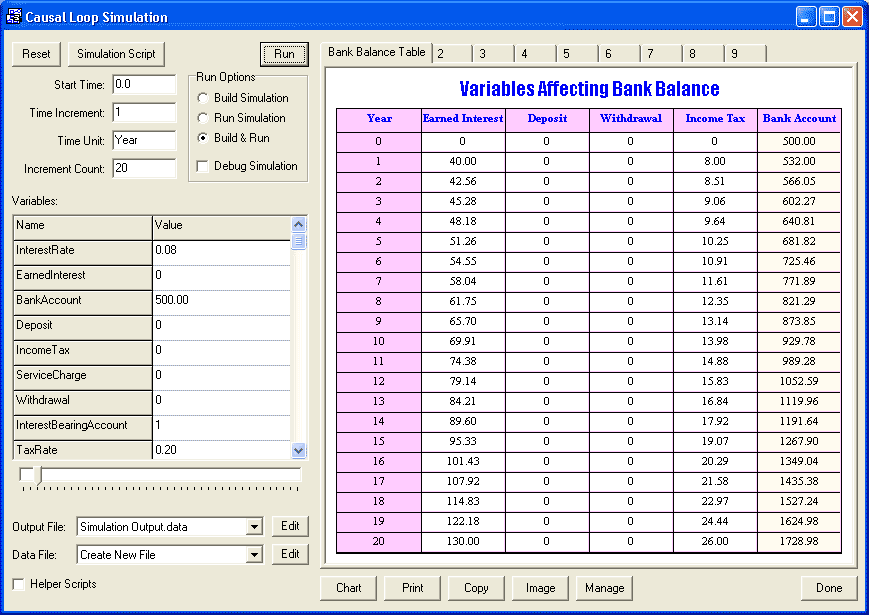 Causal Loop Simulation
Reset
Simulation Script
Run
Start Time: 0.0
Time Increment: 1
Time Unit: Year
Increment Count: 20
Run Options
Build Simulation
Run Simulation
Build & Run
Debug Simulation
Variables:
Name Value
InterestRate 0.08
EarnedInterest 0
BankAccount 500.00
Deposit 0
IncomeTax 0
ServiceCharge 0
Withdrawal 0
InterestBearingAccount 1
TaxRate 0.20
Output File: Simulation Output.data Edit
Data File: Create New File Edit
Helper Scripts
Bank Balance Table 2 3 4 5 6 7 8 9
Variables Affecting Bank Balance
Year Earned Interest Deposit Withdrawal Income Tax Bank Account
0 0 0 0 0 500.00
1 40.00 0 0 8.00 532.00
2 42.56 0 0 8.51 566.05
3 45.28 0 0 9.06 602.27
4 48.18 0 0 9.64 640.81
5 51.26 0 0 10.25 681.82
6 54.55 0 0 10.91 725.46
7 58.04 0 0 11.61 771.89
8 61.75 0 0 12.35 821.29
9 65.70 0 0 13.14 873.85
10 69.91 0 0 13.98 929.78
11 74.38 0 0 14.88 989.28
12 79.14 0 0 15.83 1052.59
13 84.21 0 0 16.84 1119.96
14 89.60 0 0 17.92 1191.64
15 95.33 0 0 19.07 1267.90
16 101.43 0 0 20.29 1349.04
17 107.92 0 0 21.58 1435.38
18 114.83 0 0 22.97 1527.24
19 122.18 0 0 24.44 1624.98
20 130.00 0 0 26.00 1728.98
Chart Print Copy Image Manage Done